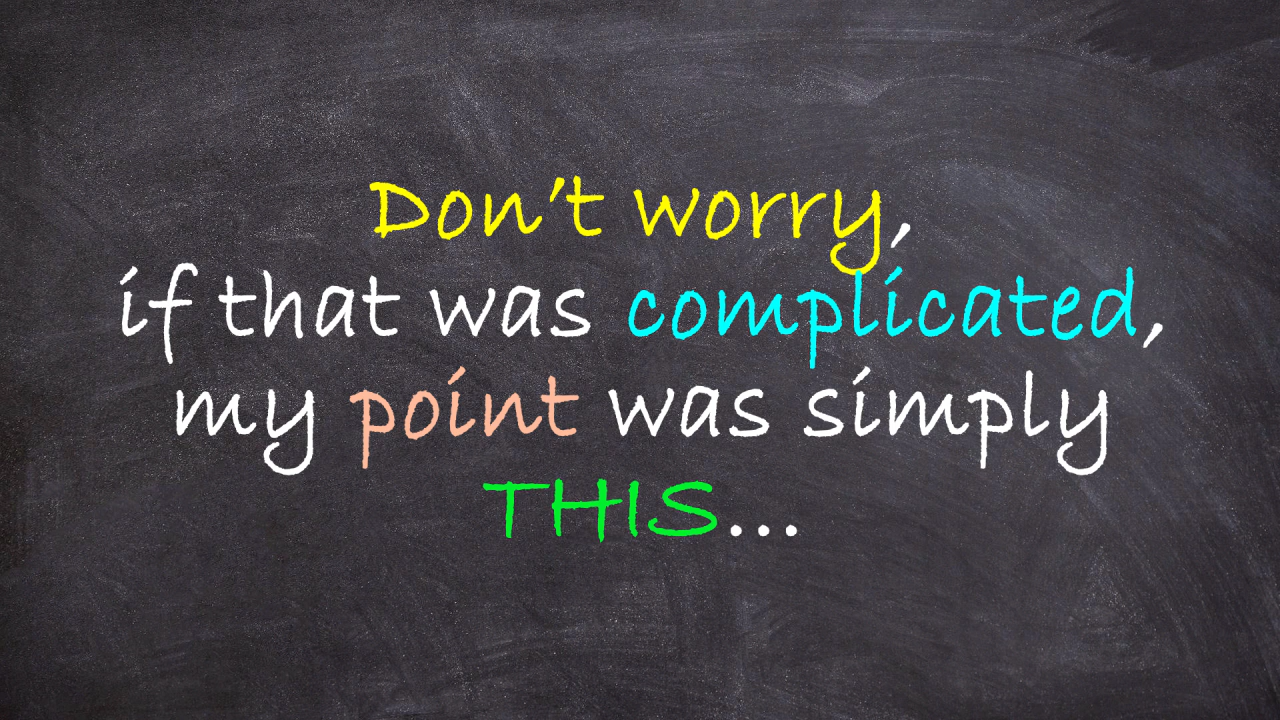 Don't worry,
if that was complicated,
my point was simply
THIS...